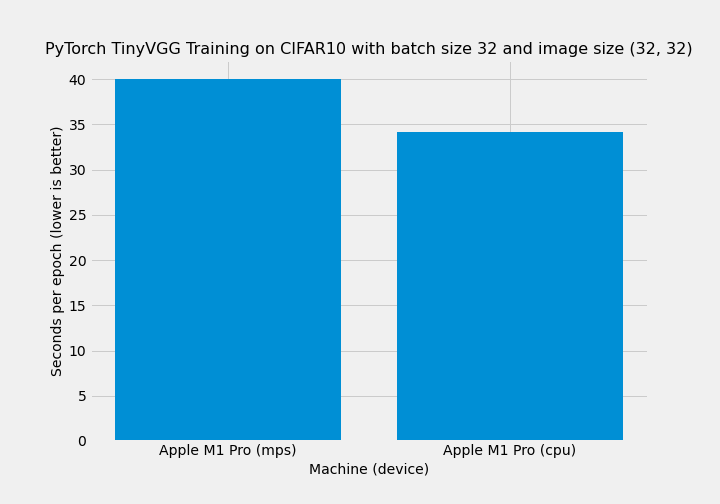 PyTorch TinyVGG Training on CIFAR10 with batch size 32 and image size (32, 32)
Seconds per epoch (lower is better)
40
35
30
25
20
15
10
5
0
Apple M1 Pro (mps)
Apple M1 Pro (cpu)
Machine (device)